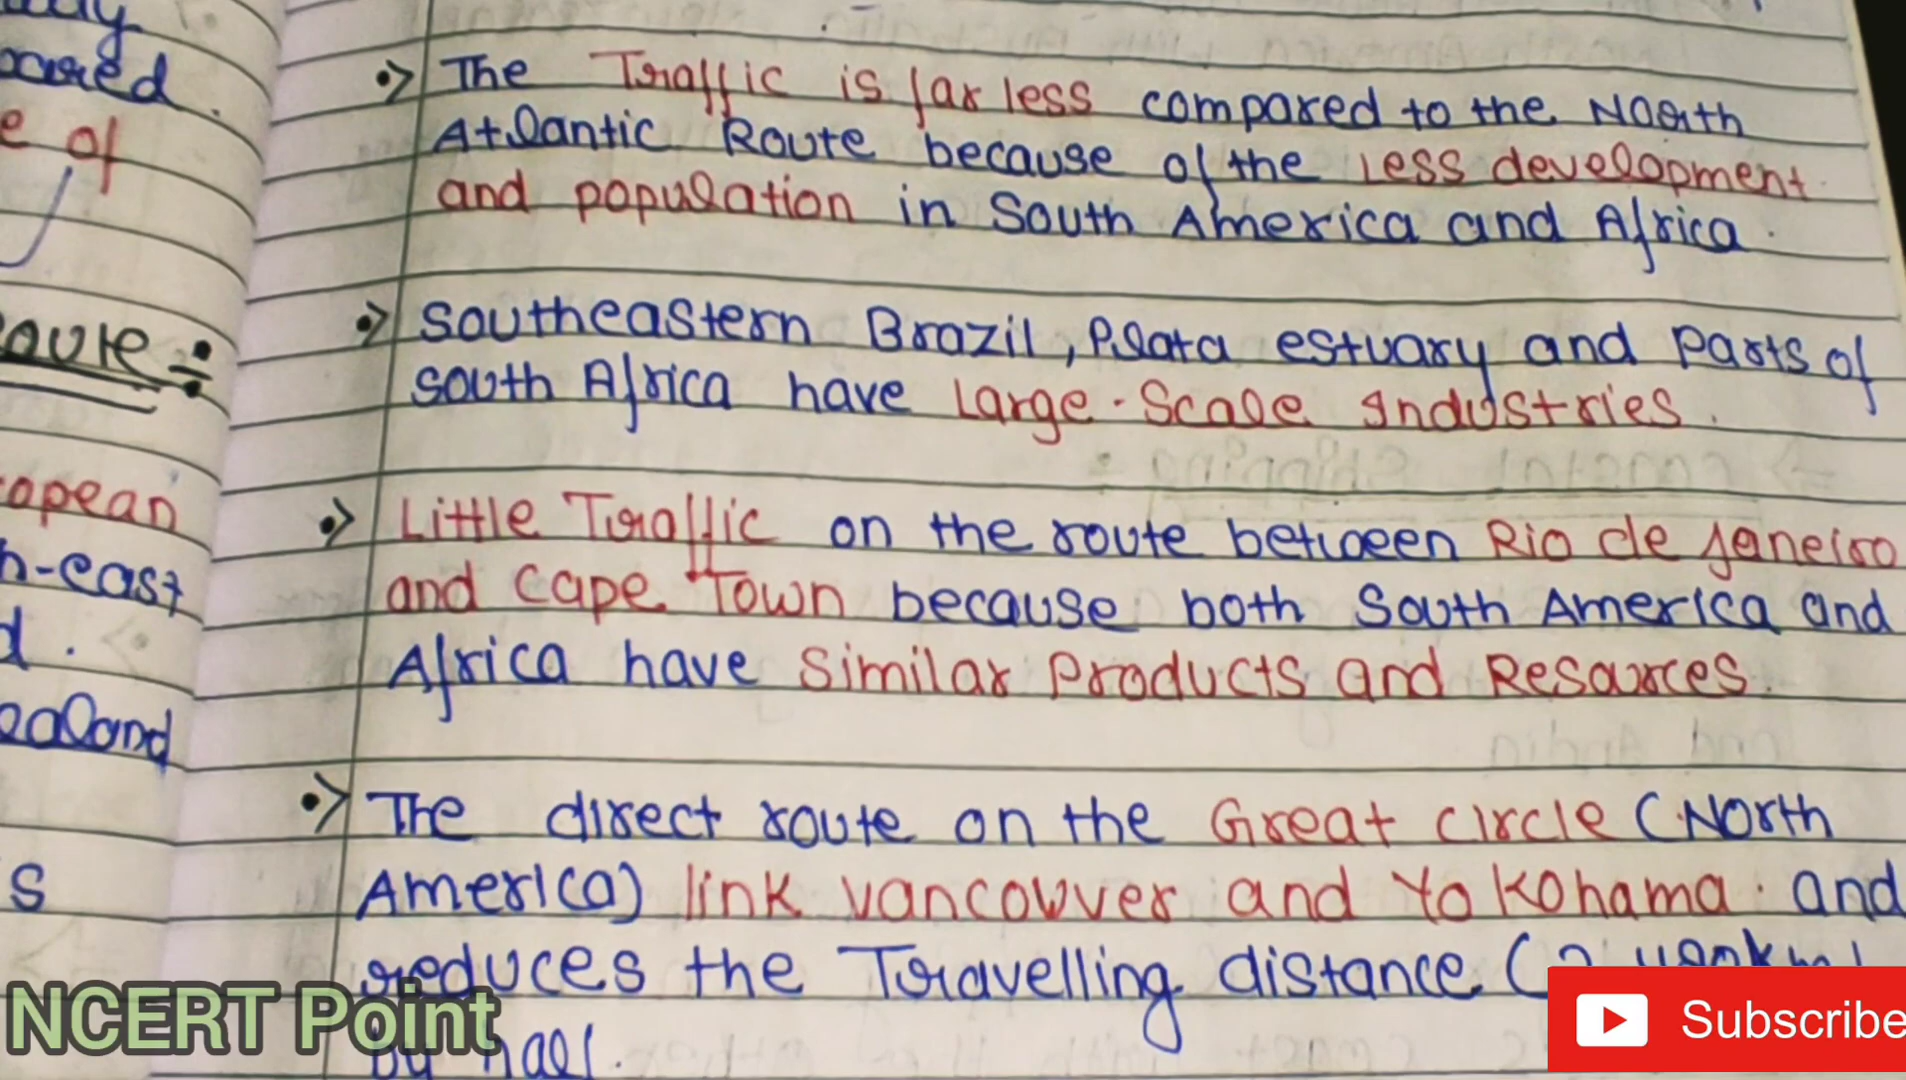 ocured.
e of
oute :-
opean
h-east
d.
ealand
s
•> The Traffic is far less compared to the North
Atlantic Route because of the Less development
and population in South America and Africa.
•> Southeastern Brazil, Plata estuary and Parts of
South Africa have Large-Scale Industries.
•> Little Traffic on the route between Rio de Janeiro
and Cape Town because both South America and
Africa have Similar Products and Resources.
•> The direct route on the Great circle (North
America) link vancouver and Yokohama and
reduces the Travelling distance (2
by half.
NCERT Point
Subscribe